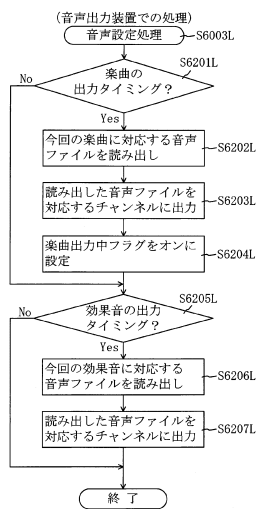 (音声出力装置での処理)
音声設定処理
S6003L
S6201L
楽曲の
出力タイミング？
No
Yes
今回の楽曲に対応する音声
ファイルを読み出し
S6202L
読み出した音声ファイルを
対応するチャンネルに出力
S6203L
楽曲出力中フラグをオンに
設定
S6204L
S6205L
効果音の出力
タイミング？
No
Yes
今回の効果音に対応する
音声ファイルを読み出し
S6206L
読み出した音声ファイルを
対応するチャンネルに出力
S6207L
終了